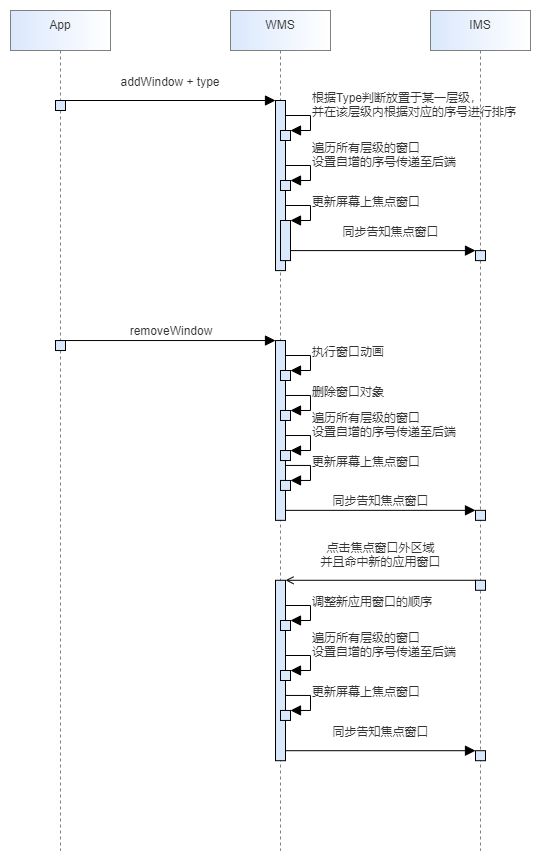 App
WMS
IMS
addWindow + type
根据Type判断放置于某一层级，
并在该层级内根据对应的序号进行排序
遍历所有层级的窗口
设置自增的序号传递至后端
更新屏幕上焦点窗口
同步告知焦点窗口
removeWindow
执行窗口动画
删除窗口对象
遍历所有层级的窗口
设置自增的序号传递至后端
更新屏幕上焦点窗口
同步告知焦点窗口
点击焦点窗口外区域
并且命中新的应用窗口
调整新应用窗口的顺序
遍历所有层级的窗口
设置自增的序号传递至后端
更新屏幕上焦点窗口
同步告知焦点窗口